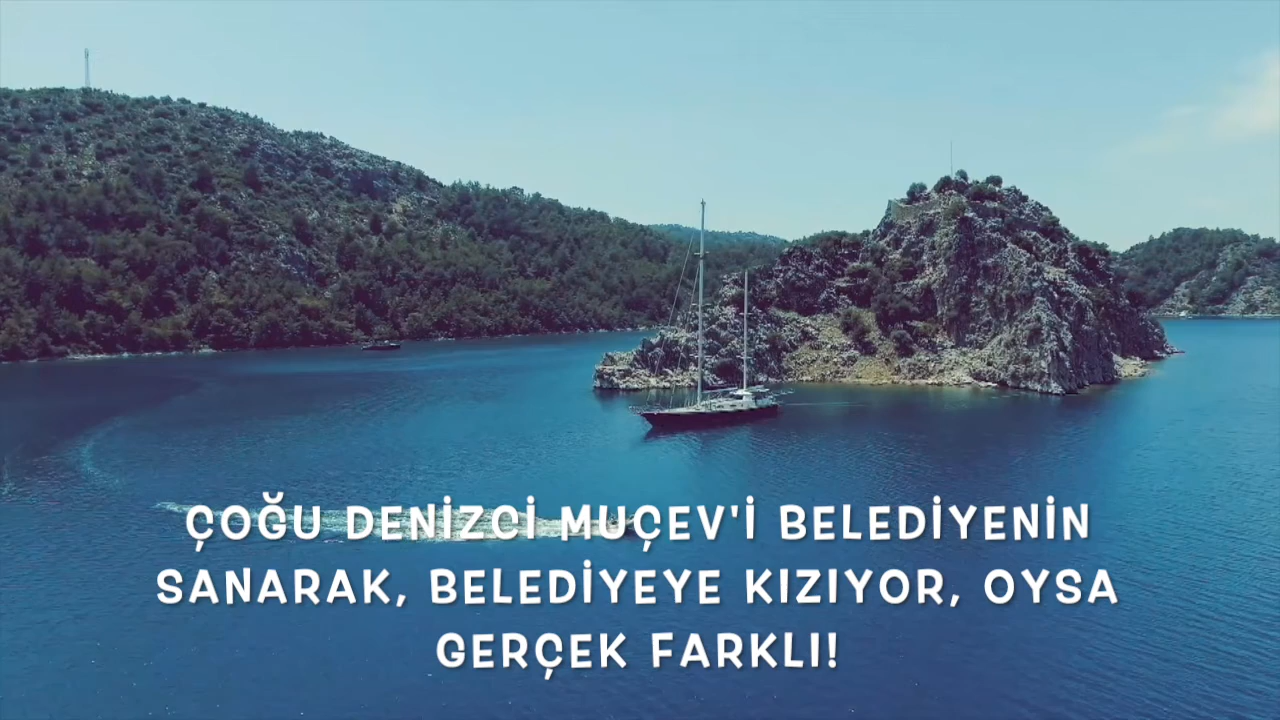 ÇOĞU DENİZCİ MUÇEV'İ BELEDİYENİN
SANARAK, BELEDİYEYE KIZIYOR, OYSA
GERÇEK FARKLI!